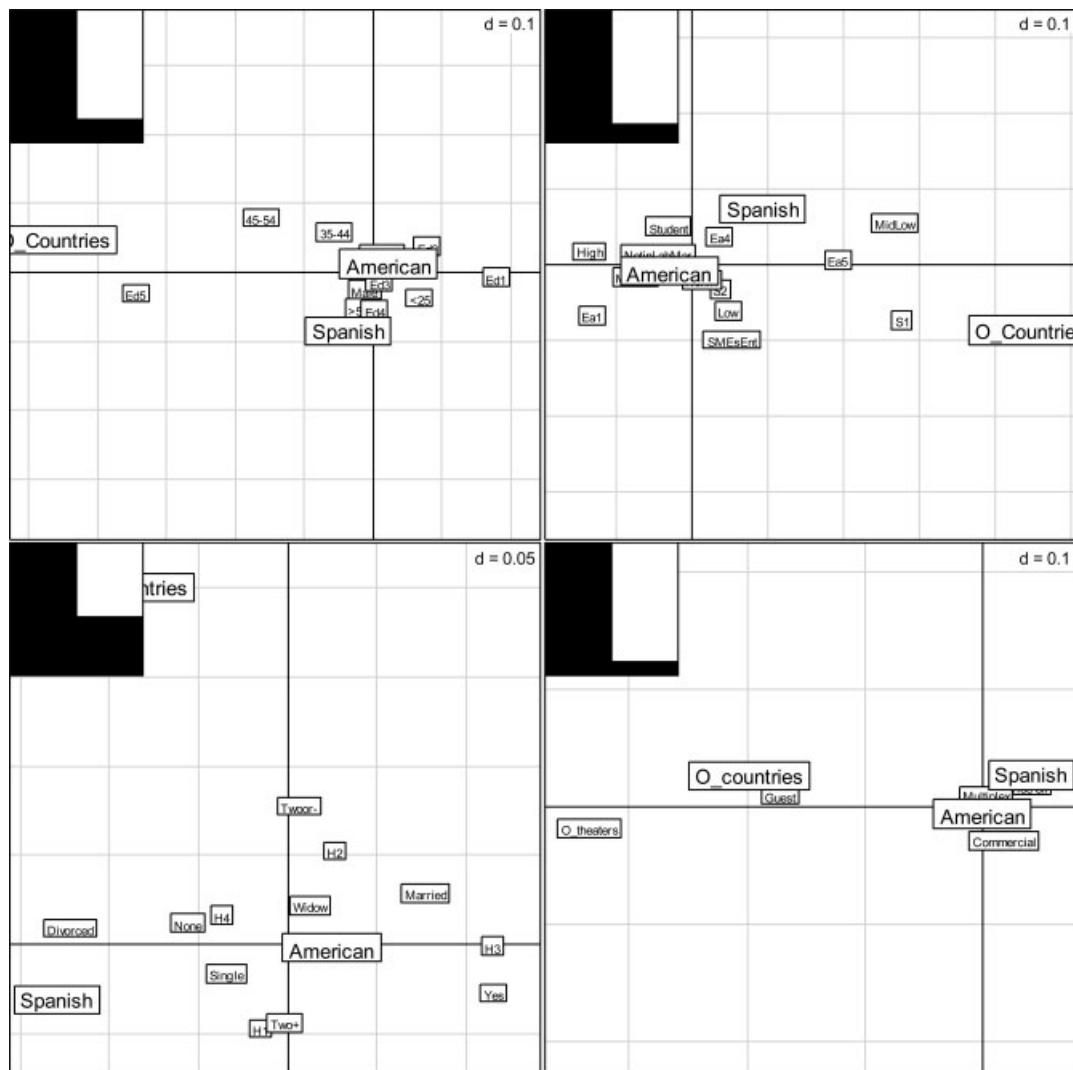 d = 0.1
45-54
35-44
Countries
American
Ed1
Ed3
Ed5
<25
Ed4
Spanish
d = 0.1
Spanish
MidLow
Student
Ea4
High
Ea5
American
S2
Low
Ea1
S1
O_Countrie
SMEsEnt
d = 0.05
ntries
Twoor-
H2
Married
Widow
H4
None
Divorced
American
H3
Single
Yes
Spanish
H1
Two+
d = 0.1
O_countries
Spanish
Guest
Multiplex
American
O_theaters
Commercial